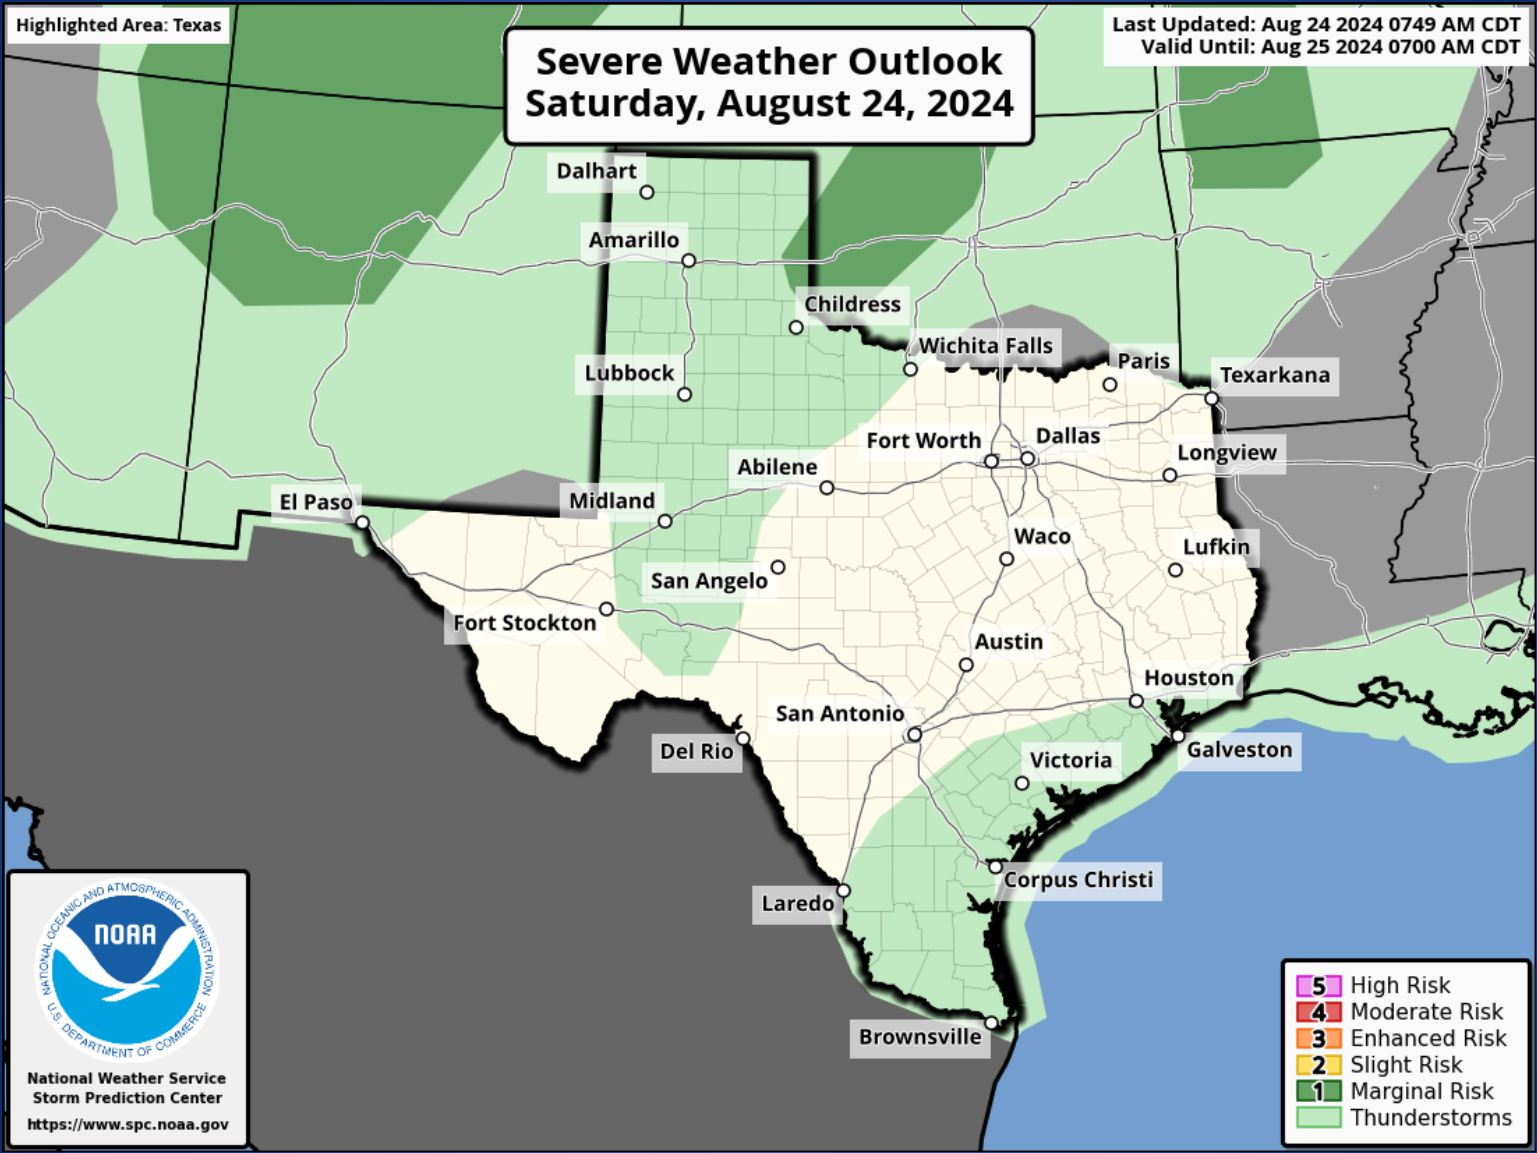 Highlighted Area: Texas
Severe Weather Outlook
Saturday, August 24, 2024
Last Updated: Aug 24 2024 0749 AM CDT
Valid Until: Aug 25 2024 0700 AM CDT
Dalhart
Amarillo
Childress
Wichita Falls
Paris
Texarkana
Lubbock
Fort Worth
Dallas
Longview
Abilene
El Paso
Midland
Waco
Lufkin
San Angelo
Fort Stockton
Austin
Houston
San Antonio
Del Rio
Galveston
Victoria
Corpus Christi
Laredo
Brownsville
NATIONAL OCEANIC AND ATMOSPHERIC ADMINISTRATION
NOAA
U.S. DEPARTMENT OF COMMERCE
National Weather Service
Storm Prediction Center
https://www.spc.noaa.gov
5 High Risk
4 Moderate Risk
3 Enhanced Risk
2 Slight Risk
1 Marginal Risk
Thunderstorms